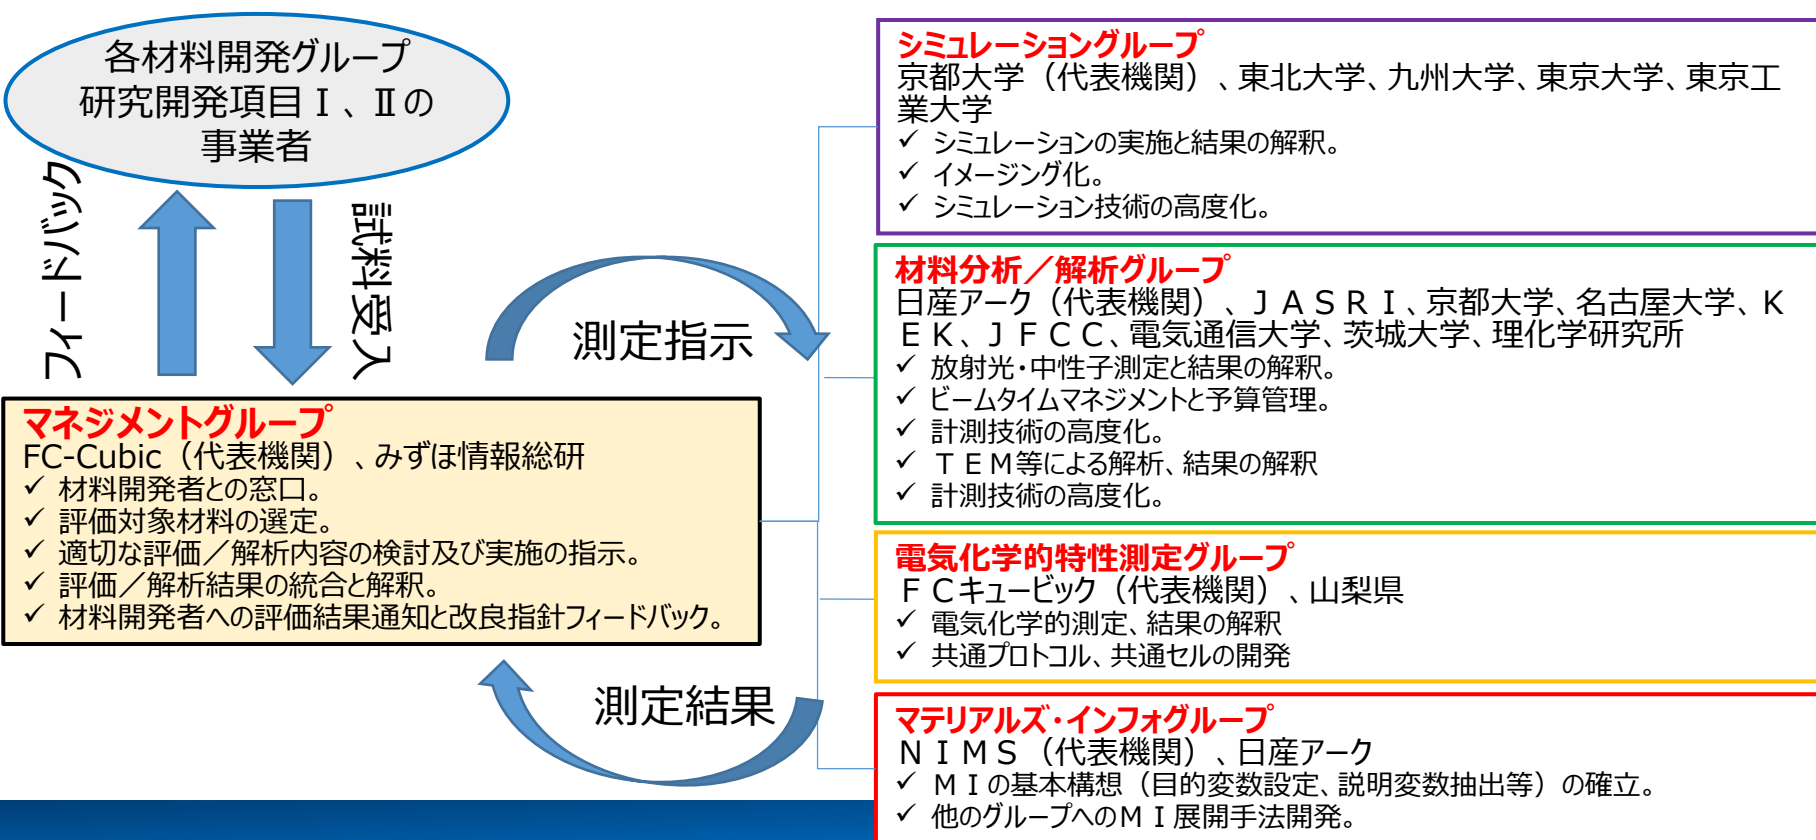 各材料開発グループ
研究開発項目Ⅰ、Ⅱの
事業者
フィードバック
試料受入
マネジメントグループ
FC-Cubic（代表機関）、みずほ情報総研
✓ 材料開発者との窓口。
✓ 評価対象材料の選定。
✓ 適切な評価／解析内容の検討及び実施の指示。
✓ 評価／解析結果の統合と解釈。
✓ 材料開発者への評価結果通知と改良指針フィードバック。
測定指示
測定結果
シミュレーショングループ
京都大学（代表機関）、東北大学、九州大学、東京大学、東京工
業大学
✓ シミュレーションの実施と結果の解釈。
✓ イメージング化。
✓ シミュレーション技術の高度化。
材料分析／解析グループ
日産アーク（代表機関）、ＪＡＳＲＩ、京都大学、名古屋大学、Ｋ
ＥＫ、ＪＦＣＣ、電気通信大学、茨城大学、理化学研究所
✓ 放射光・中性子測定と結果の解釈。
✓ ビームタイムマネジメントと予算管理。
✓ 計測技術の高度化。
✓ ＴＥＭ等による解析、結果の解釈
✓ 計測技術の高度化。
電気化学的特性測定グループ
ＦＣキュービック（代表機関）、山梨県
✓ 電気化学的測定、結果の解釈
✓ 共通プロトコル、共通セルの開発
マテリアルズ・インフォグループ
ＮＩＭＳ（代表機関）、日産アーク
✓ ＭＩの基本構想（目的変数設定、説明変数抽出等）の確立。
✓ 他のグループへのＭＩ展開手法開発。